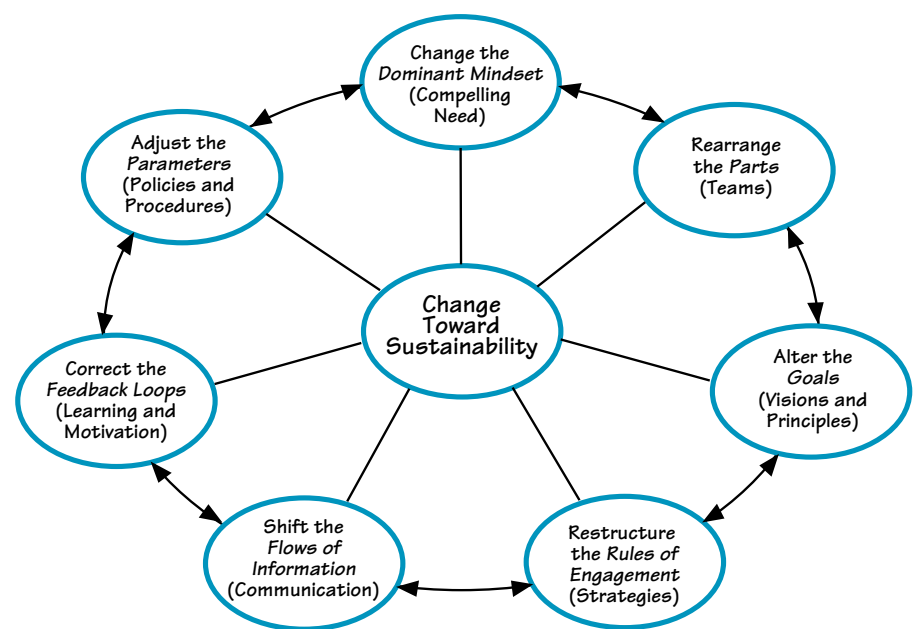 Change the
Dominant Mindset
(Compelling
Need)
Rearrange
the Parts
(Teams)
Alter the
Goals
(Visions and
Principles)
Restructure
the Rules of
Engagement
(Strategies)
Shift the
Flows of
Information
(Communication)
Correct the
Feedback Loops
(Learning and
Motivation)
Adjust the
Parameters
(Policies and
Procedures)
Change
Toward
Sustainability